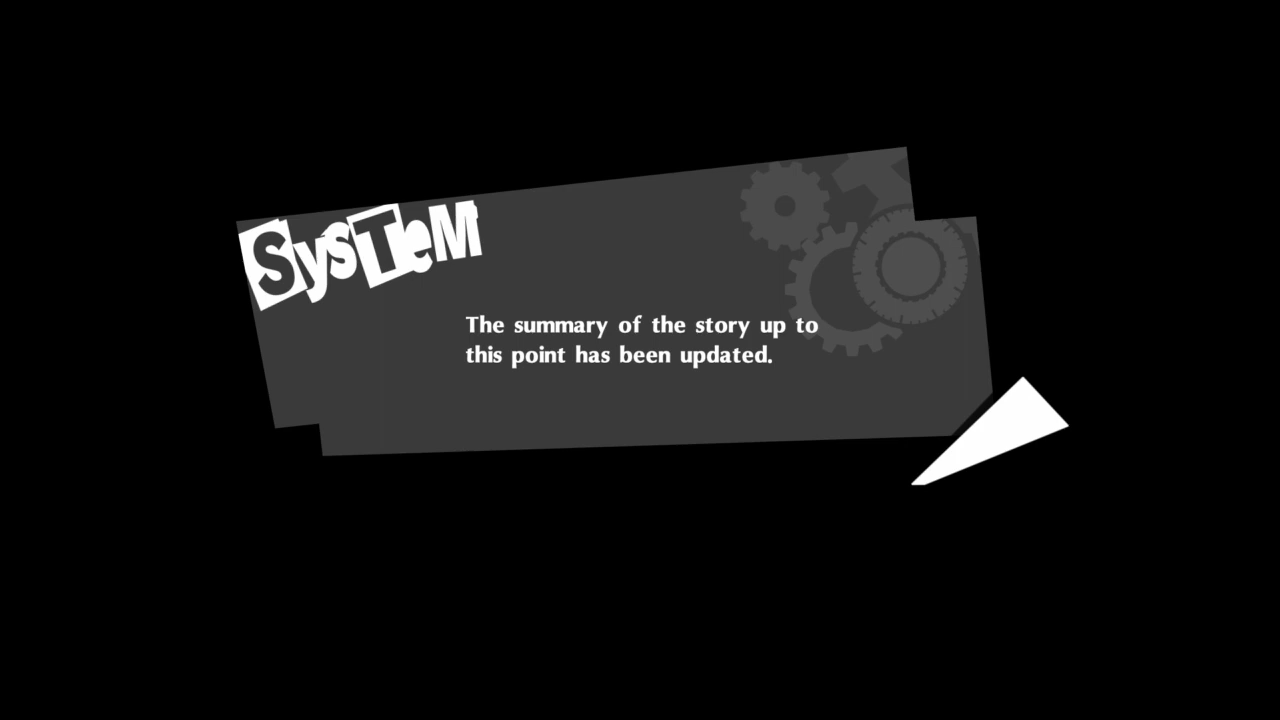 SysTeM
The summary of the story up to
this point has been updated.